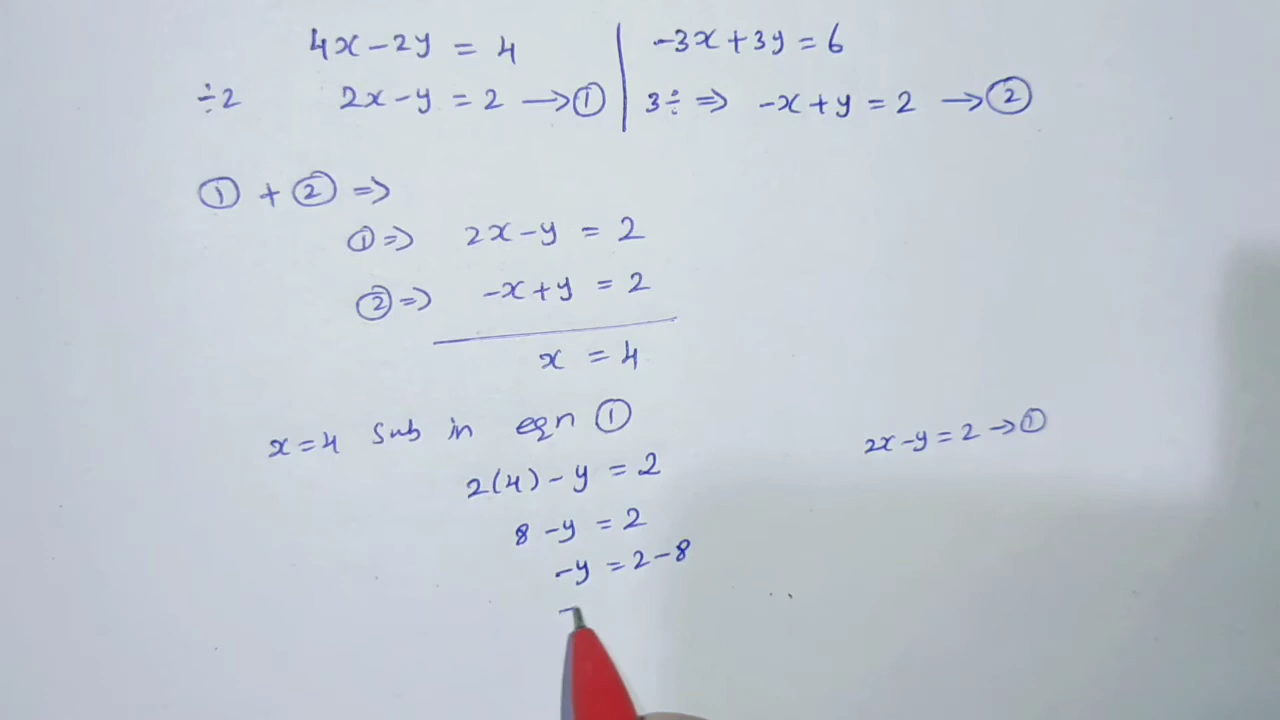 4x-2y = 4 | -3x+3y = 6
÷2 2x-y = 2 → ① | 3÷ ⇒ -x+y = 2 → ②
① + ② ⇒
① ⇒ 2x-y = 2
② ⇒ -x+y = 2
x = 4
x=4 Sub in eqn ①
2x-y = 2 → ①
2(4) - y = 2
8 - y = 2
-y = 2-8
-